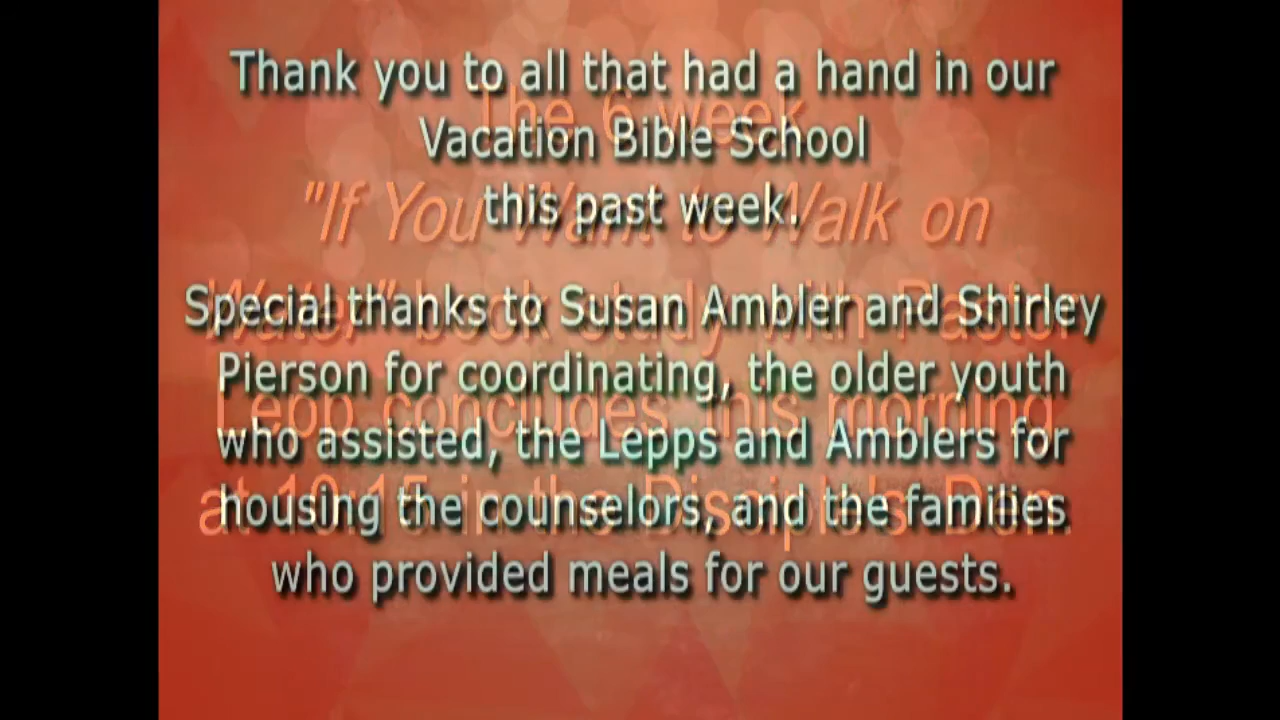 Thank you to all that had a hand in our
Vacation Bible School
this past week.
Special thanks to Susan Ambler and Shirley
Pierson for coordinating, the older youth
who assisted, the Lepps and Amblers for
housing the counselors, and the families
who provided meals for our guests.
The 6 week
"If You Want to Walk on
Water" book study with Pastor
Lepp concludes this morning
at 10:15 in the Disciple's Den.